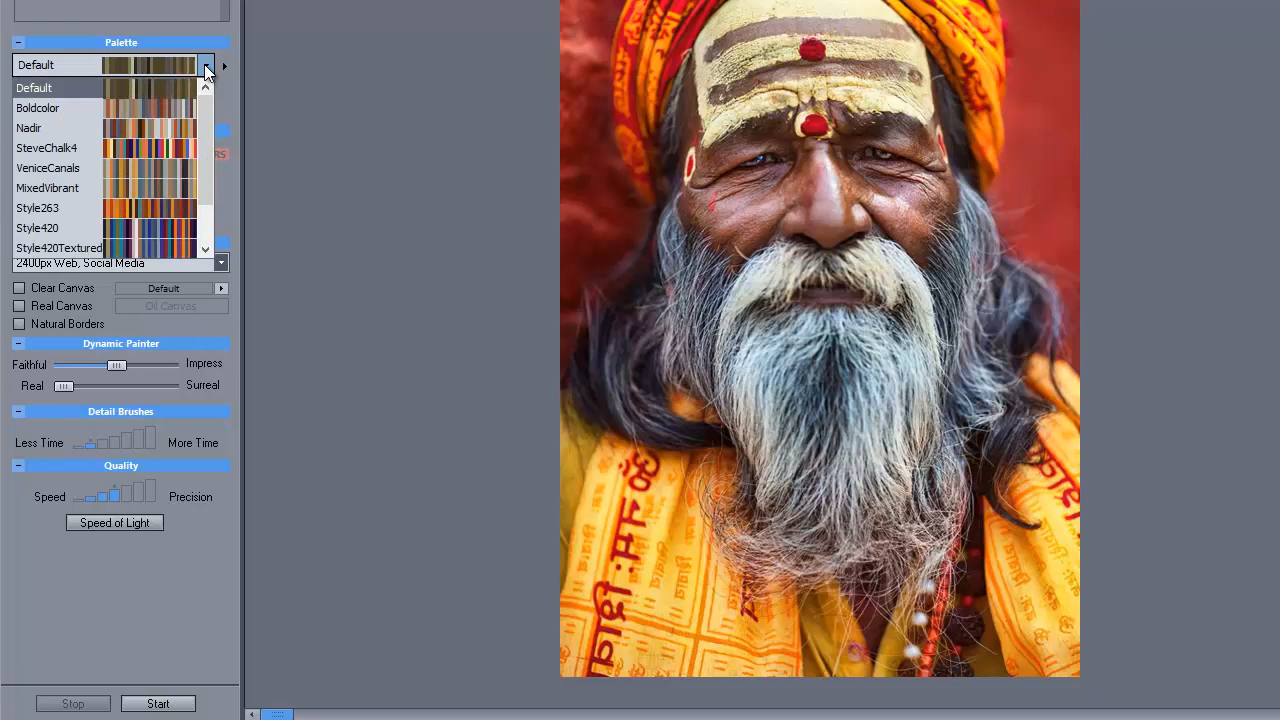 Palette
Default
Default
Boldcolor
Nadir
SteveChalk4
RS
VeniceCanals
MixedVibrant
Style263
Style420
Style420Textured
2400px Web, Social Media
Clear Canvas Default
Real Canvas Oil Canvas
Natural Borders
Dynamic Painter
Faithful Impress
Real Surreal
Detail Brushes
Less Time More Time
Quality
Speed Precision
Speed of Light
Stop Start